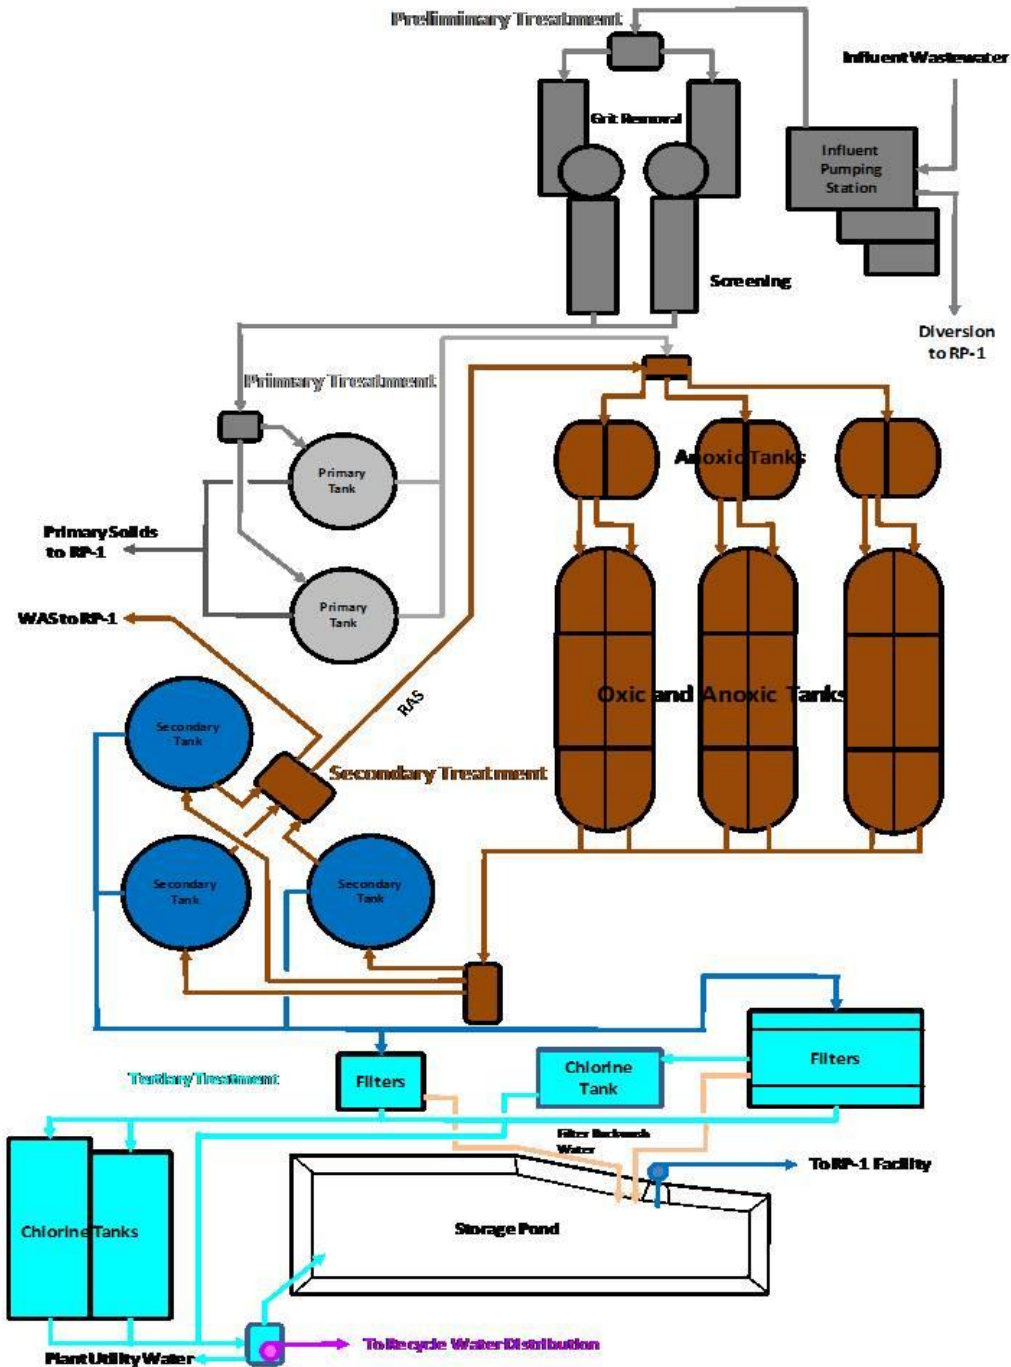 Preliminary Treatment
Influent Wastewater
Grit Removal
Influent
Pumping
Station
Screening
Diversion
to RP-1
Primary Treatment
Primary
Tank
Anoxic Tanks
Primary Solids
to RP-1
Primary
Tank
WAS to RP-1
RAS
Oxic and Anoxic Tanks
Secondary
Tank
Secondary Treatment
Secondary
Tank
Secondary
Tank
Filters
Chlorine
Tank
Filters
Tertiary Treatment
Filter Backwash
Water
To RP-1 Facility
Chlorine Tanks
Storage Pond
To Recycle Water Distribution
Plant Utility Water